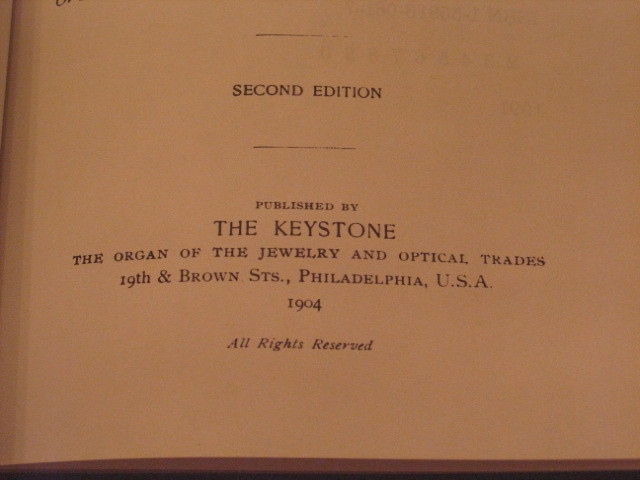 SECOND EDITION
PUBLISHED BY
THE KEYSTONE
THE ORGAN OF THE JEWELRY AND OPTICAL TRADES
19th & BROWN STS., PHILADELPHIA, U.S.A.
1904
All Rights Reserved